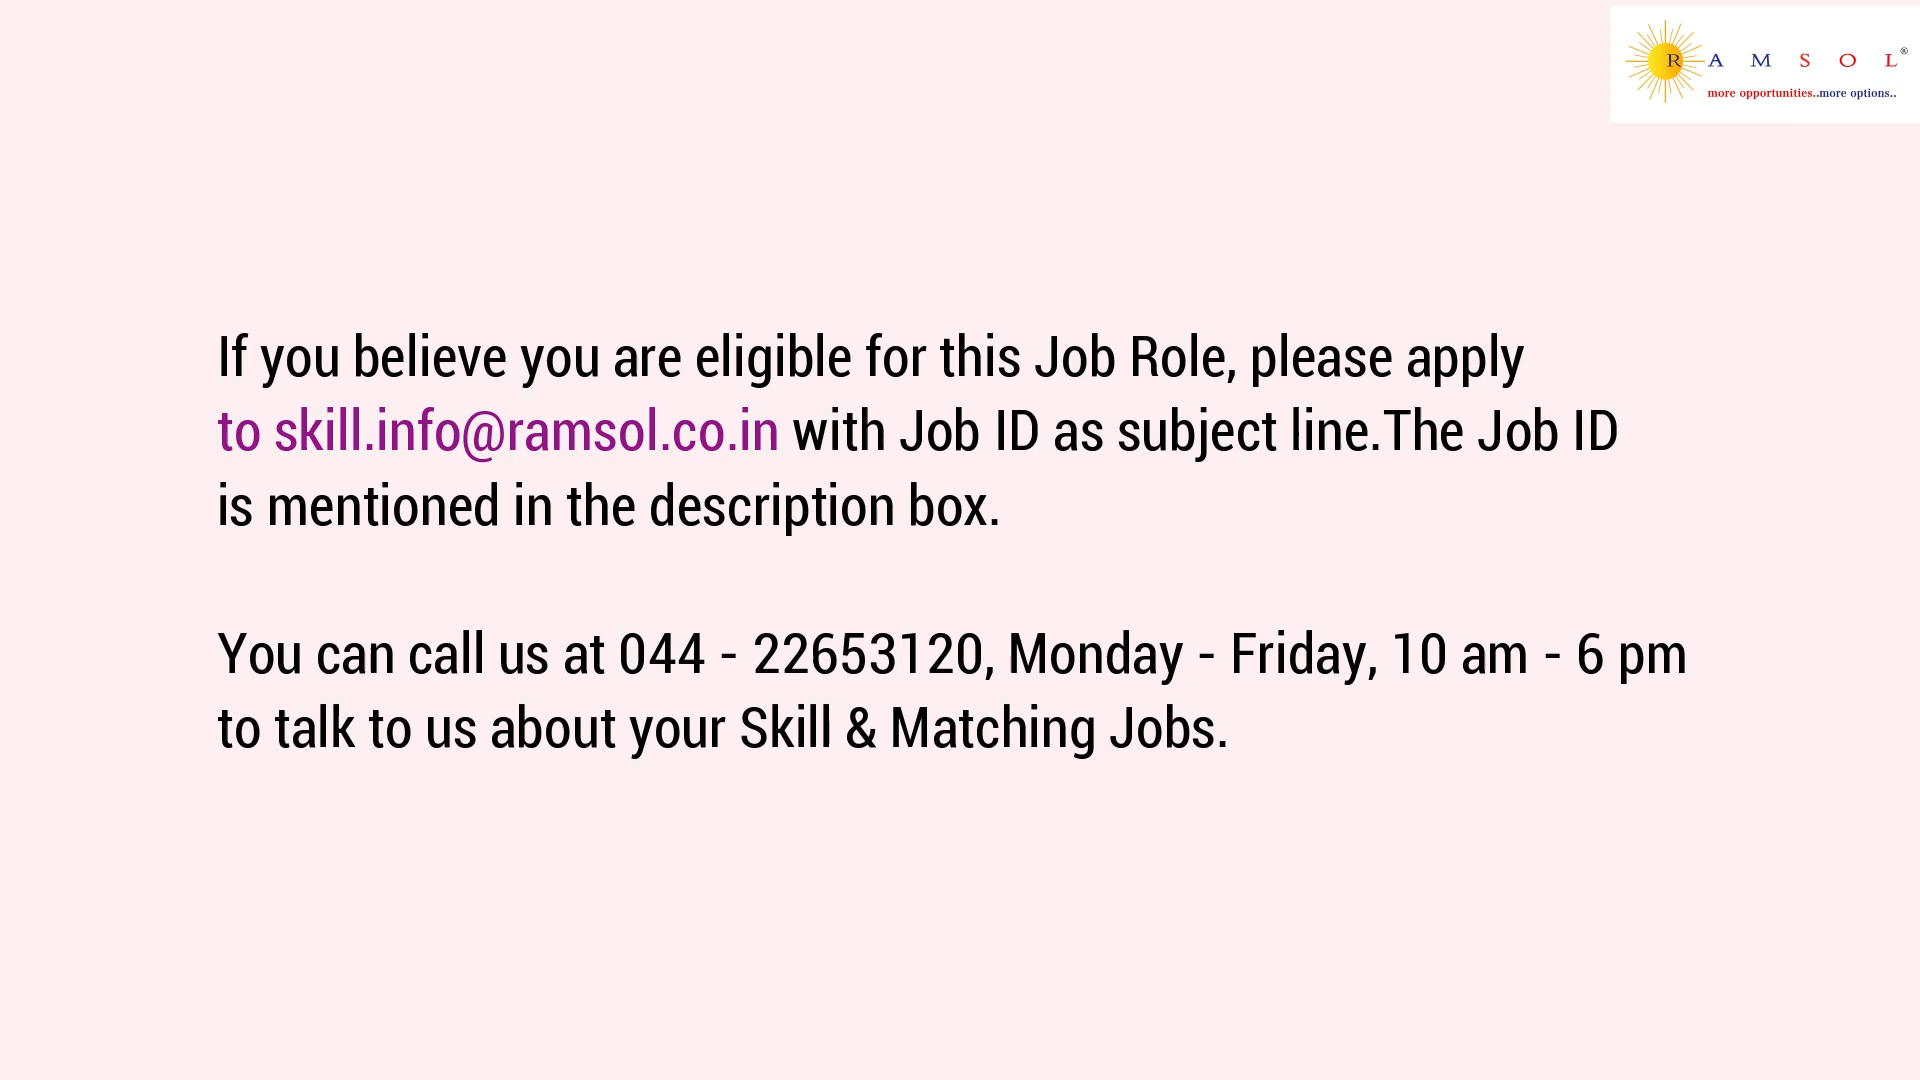 R A M S O L®
more opportunities..more options..
If you believe you are eligible for this Job Role, please apply
to skill.info@ramsol.co.in with Job ID as subject line.The Job ID
is mentioned in the description box.
You can call us at 044 - 22653120, Monday - Friday, 10 am - 6 pm
to talk to us about your Skill & Matching Jobs.